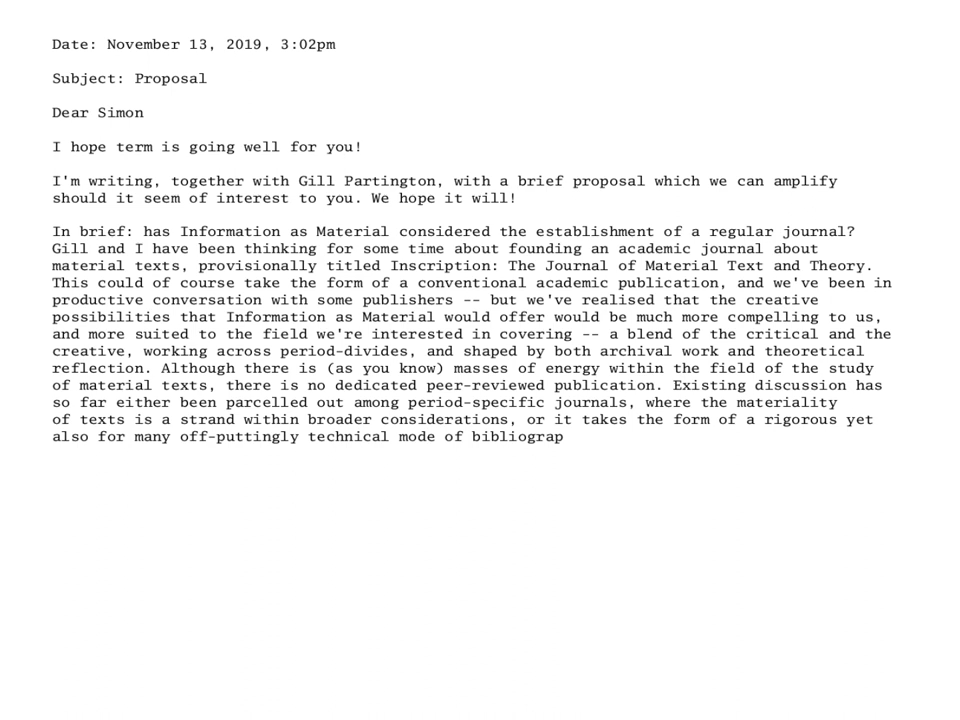 Date: November 13, 2019, 3:02pm
Subject: Proposal
Dear Simon
I hope term is going well for you!
I'm writing, together with Gill Partington, with a brief proposal which we can amplify
should it seem of interest to you. We hope it will!
In brief: has Information as Material considered the establishment of a regular journal?
Gill and I have been thinking for some time about founding an academic journal about
material texts, provisionally titled Inscription: The Journal of Material Text and Theory.
This could of course take the form of a conventional academic publication, and we've been in
productive conversation with some publishers -- but we've realised that the creative
possibilities that Information as Material would offer would be much more compelling to us,
and more suited to the field we're interested in covering -- a blend of the critical and the
creative, working across period-divides, and shaped by both archival work and theoretical
reflection. Although there is (as you know) masses of energy within the field of the study
of material texts, there is no dedicated peer-reviewed publication. Existing discussion has
so far either been parcelled out among period-specific journals, where the materiality
of texts is a strand within broader considerations, or it takes the form of a rigorous yet
also for many off-puttingly technical mode of bibliograp